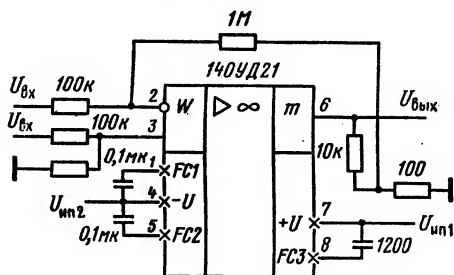 1М
140УД21
Uвх 100к 2 W ▷ ∞ m 6 Uвых
Uвх 100к 3
0,1мк 1 FC1 10к 100
Uип2 4 -U +U 7 Uип1
0,1мк 5 FC2 FC3 8 1200